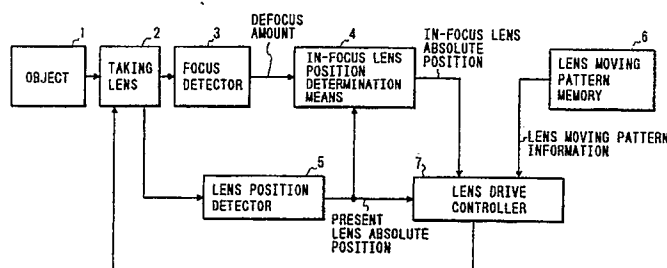 DEFOCUS
AMOUNT
IN-FOCUS LENS
ABSOLUTE
POSITION
1
2
3
4
6
OBJECT
TAKING
LENS
FOCUS
DETECTOR
IN-FOCUS LENS
POSITION
DETERMINATION
MEANS
LENS MOVING
PATTERN
MEMORY
LENS MOVING PATTERN
INFORMATION
5
7
LENS POSITION
DETECTOR
LENS DRIVE
CONTROLLER
PRESENT
LENS ABSOLUTE
POSITION